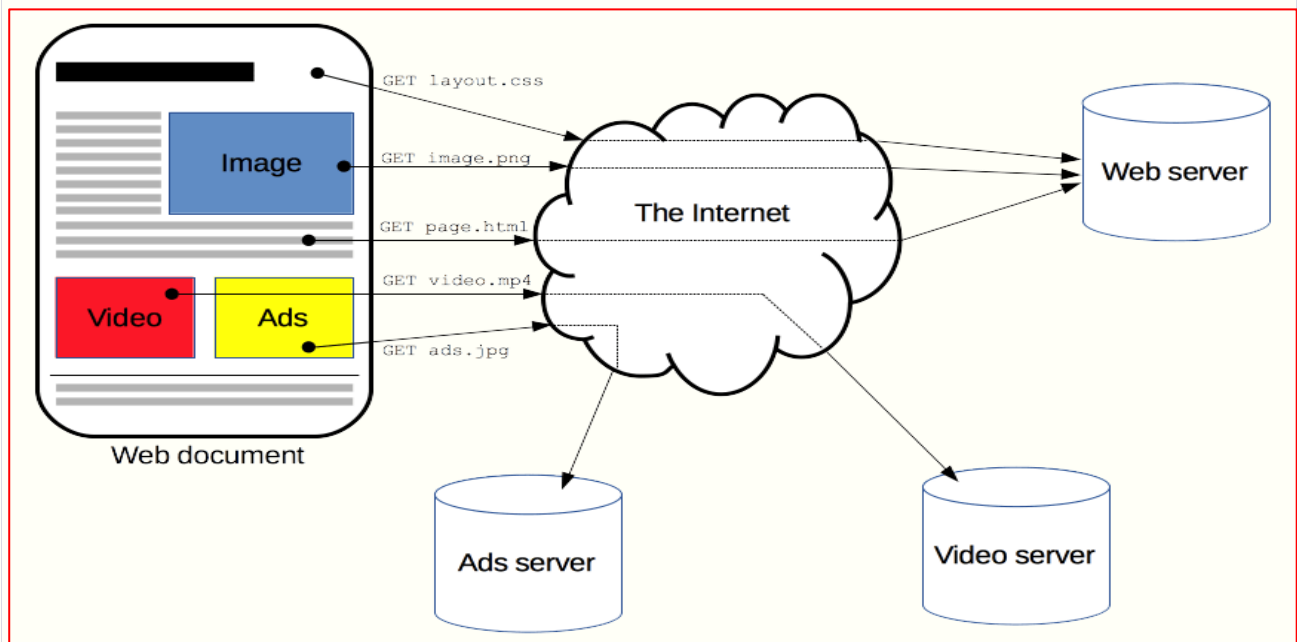 GET layout.css
Image
GET image.png
Web server
The Internet
GET page.html
Video
Ads
GET video.mp4
GET ads.jpg
Web document
Ads server
Video server